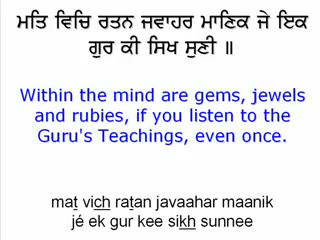 ਮਤਿ ਵਿਚਿ ਰਤਨ ਜਵਾਹਰ ਮਾਣਿਕ ਜੇ ਇਕ
ਗੁਰ ਕੀ ਸਿਖ ਸੁਣੀ ॥
Within the mind are gems, jewels
and rubies, if you listen to the
Guru's Teachings, even once.
mat vich ratan javaahar maanik
jé ek gur kee sikh sunnee